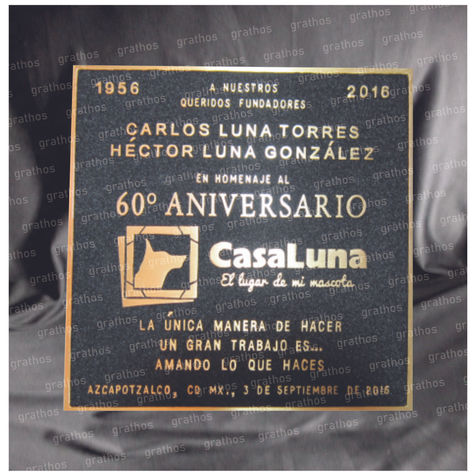 1956 A NUESTROS 2016
QUERIDOS FUNDADORES
CARLOS LUNA TORRES
HÉCTOR LUNA GONZÁLEZ
EN HOMENAJE AL
60º ANIVERSARIO
CasaLuna
El lugar de mi mascota
LA ÚNICA MANERA DE HACER
UN GRAN TRABAJO ES...
AMANDO LO QUE HACES
AZCAPOTZALCO, CD MX., 3 DE SEPTIEMBRE DE 2016
grathos